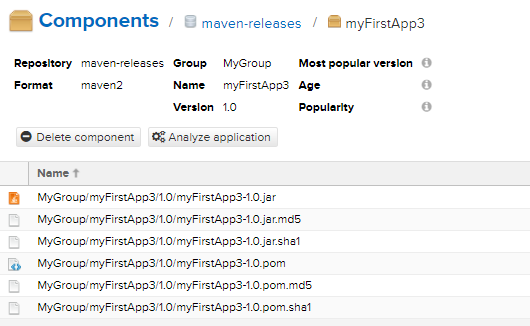 Components / maven-releases / myFirstApp3
Repository maven-releases Group MyGroup Most popular version
Format maven2 Name myFirstApp3 Age
Version 1.0 Popularity
Delete component Analyze application
Name
MyGroup/myFirstApp3/1.0/myFirstApp3-1.0.jar
MyGroup/myFirstApp3/1.0/myFirstApp3-1.0.jar.md5
MyGroup/myFirstApp3/1.0/myFirstApp3-1.0.jar.sha1
MyGroup/myFirstApp3/1.0/myFirstApp3-1.0.pom
MyGroup/myFirstApp3/1.0/myFirstApp3-1.0.pom.md5
MyGroup/myFirstApp3/1.0/myFirstApp3-1.0.pom.sha1